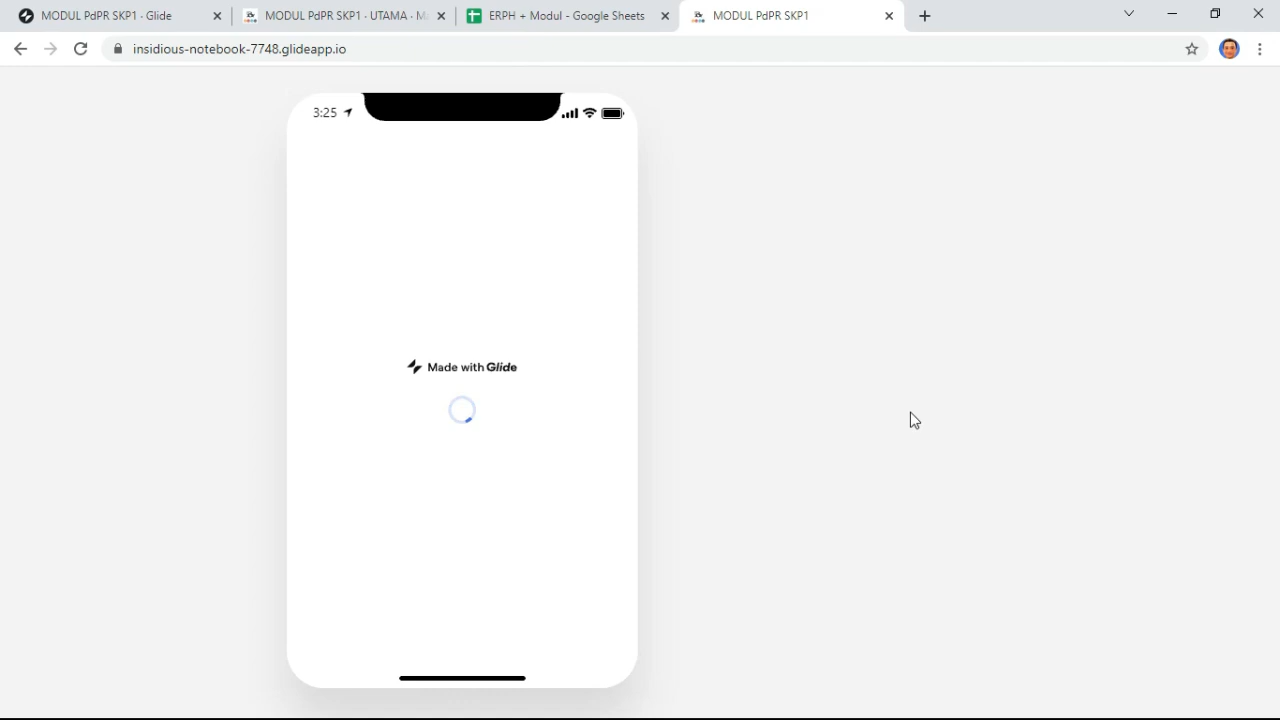 MODUL PdPR SKP1 - Glide
MODUL PdPR SKP1 · UTAMA · Ma
ERPH + Modul - Google Sheets
MODUL PdPR SKP1
insidious-notebook-7748.glideapp.io
3:25
Made with Glide